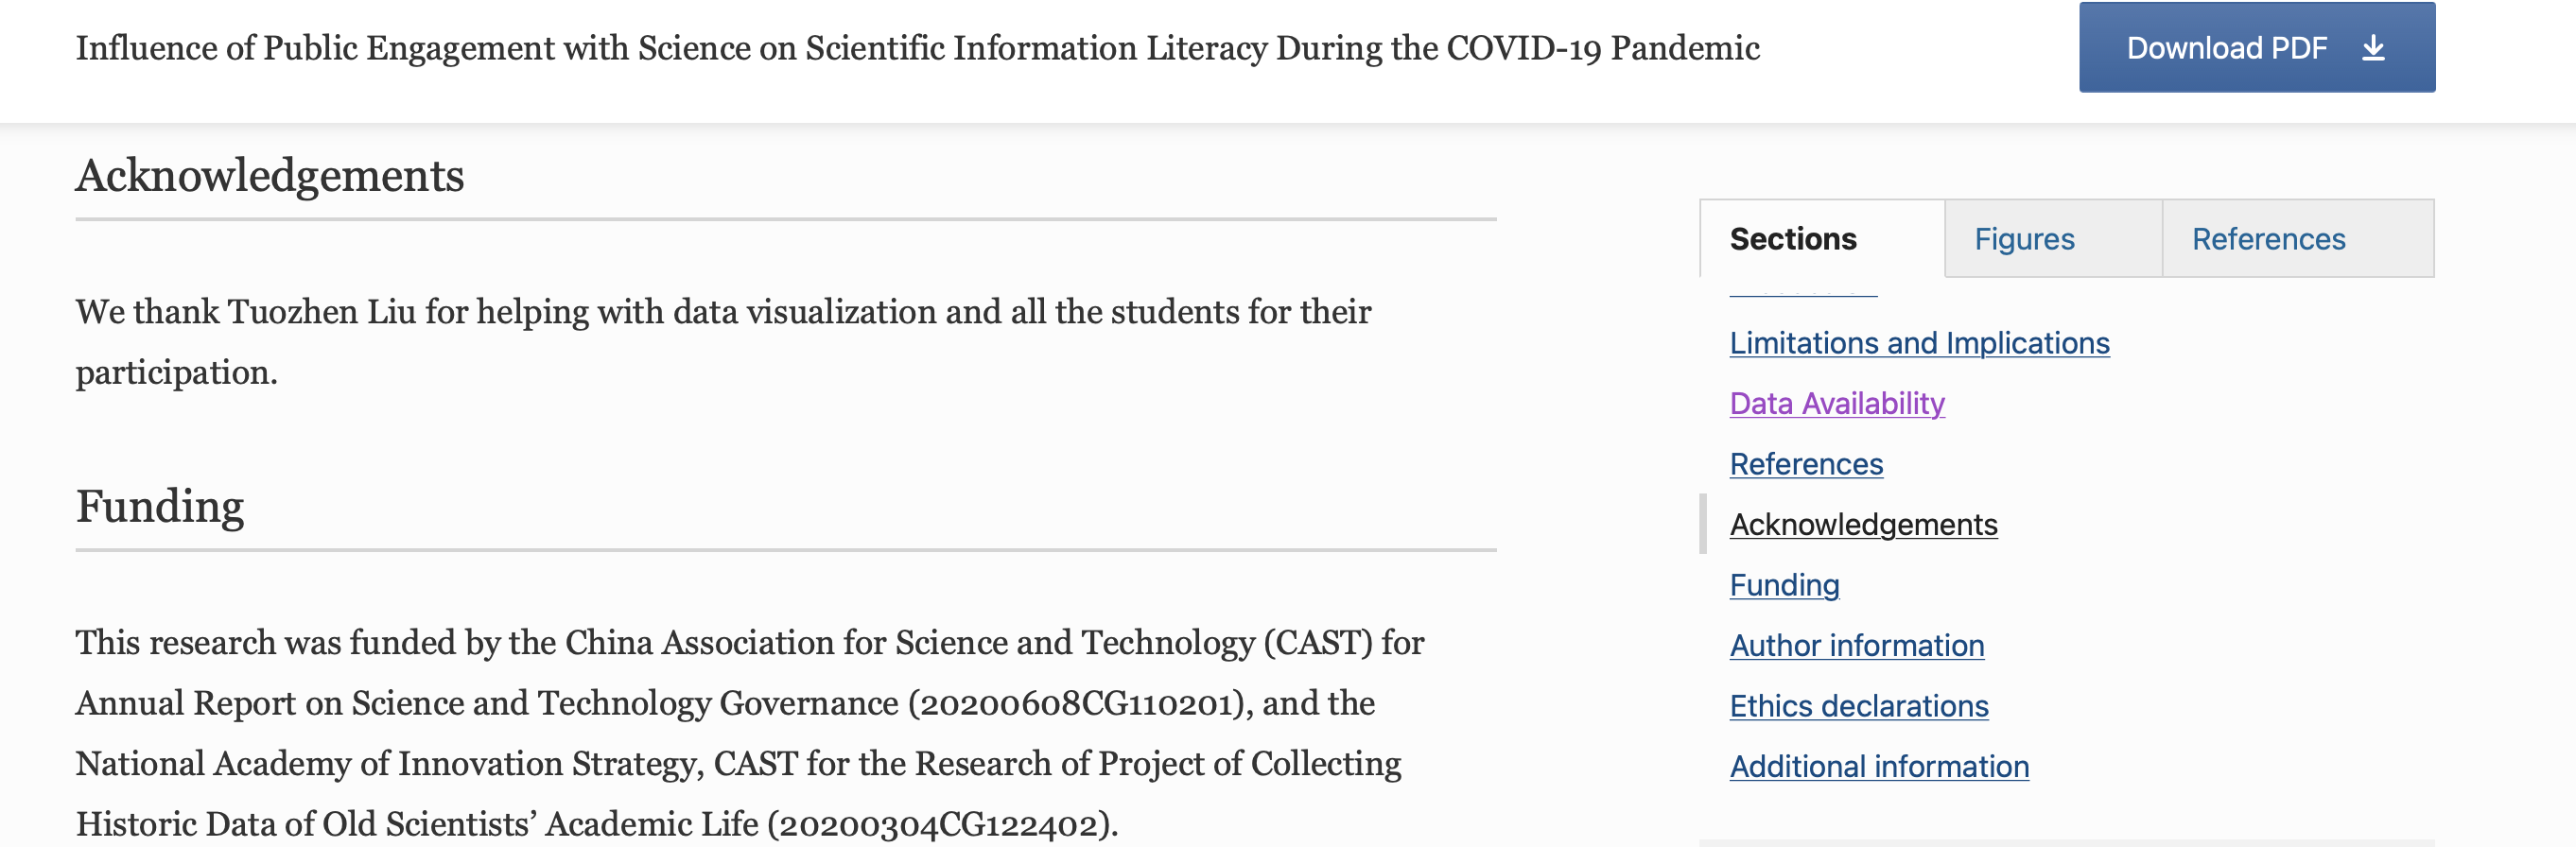 Influence of Public Engagement with Science on Scientific Information Literacy During the COVID-19 Pandemic
Download PDF
Acknowledgements
We thank Tuozhen Liu for helping with data visualization and all the students for their
participation.
Funding
This research was funded by the China Association for Science and Technology (CAST) for
Annual Report on Science and Technology Governance (20200608CG110201), and the
National Academy of Innovation Strategy, CAST for the Research of Project of Collecting
Historic Data of Old Scientists’ Academic Life (20200304CG122402).
Sections
Figures
References
Limitations and Implications
Data Availability
References
Acknowledgements
Funding
Author information
Ethics declarations
Additional information